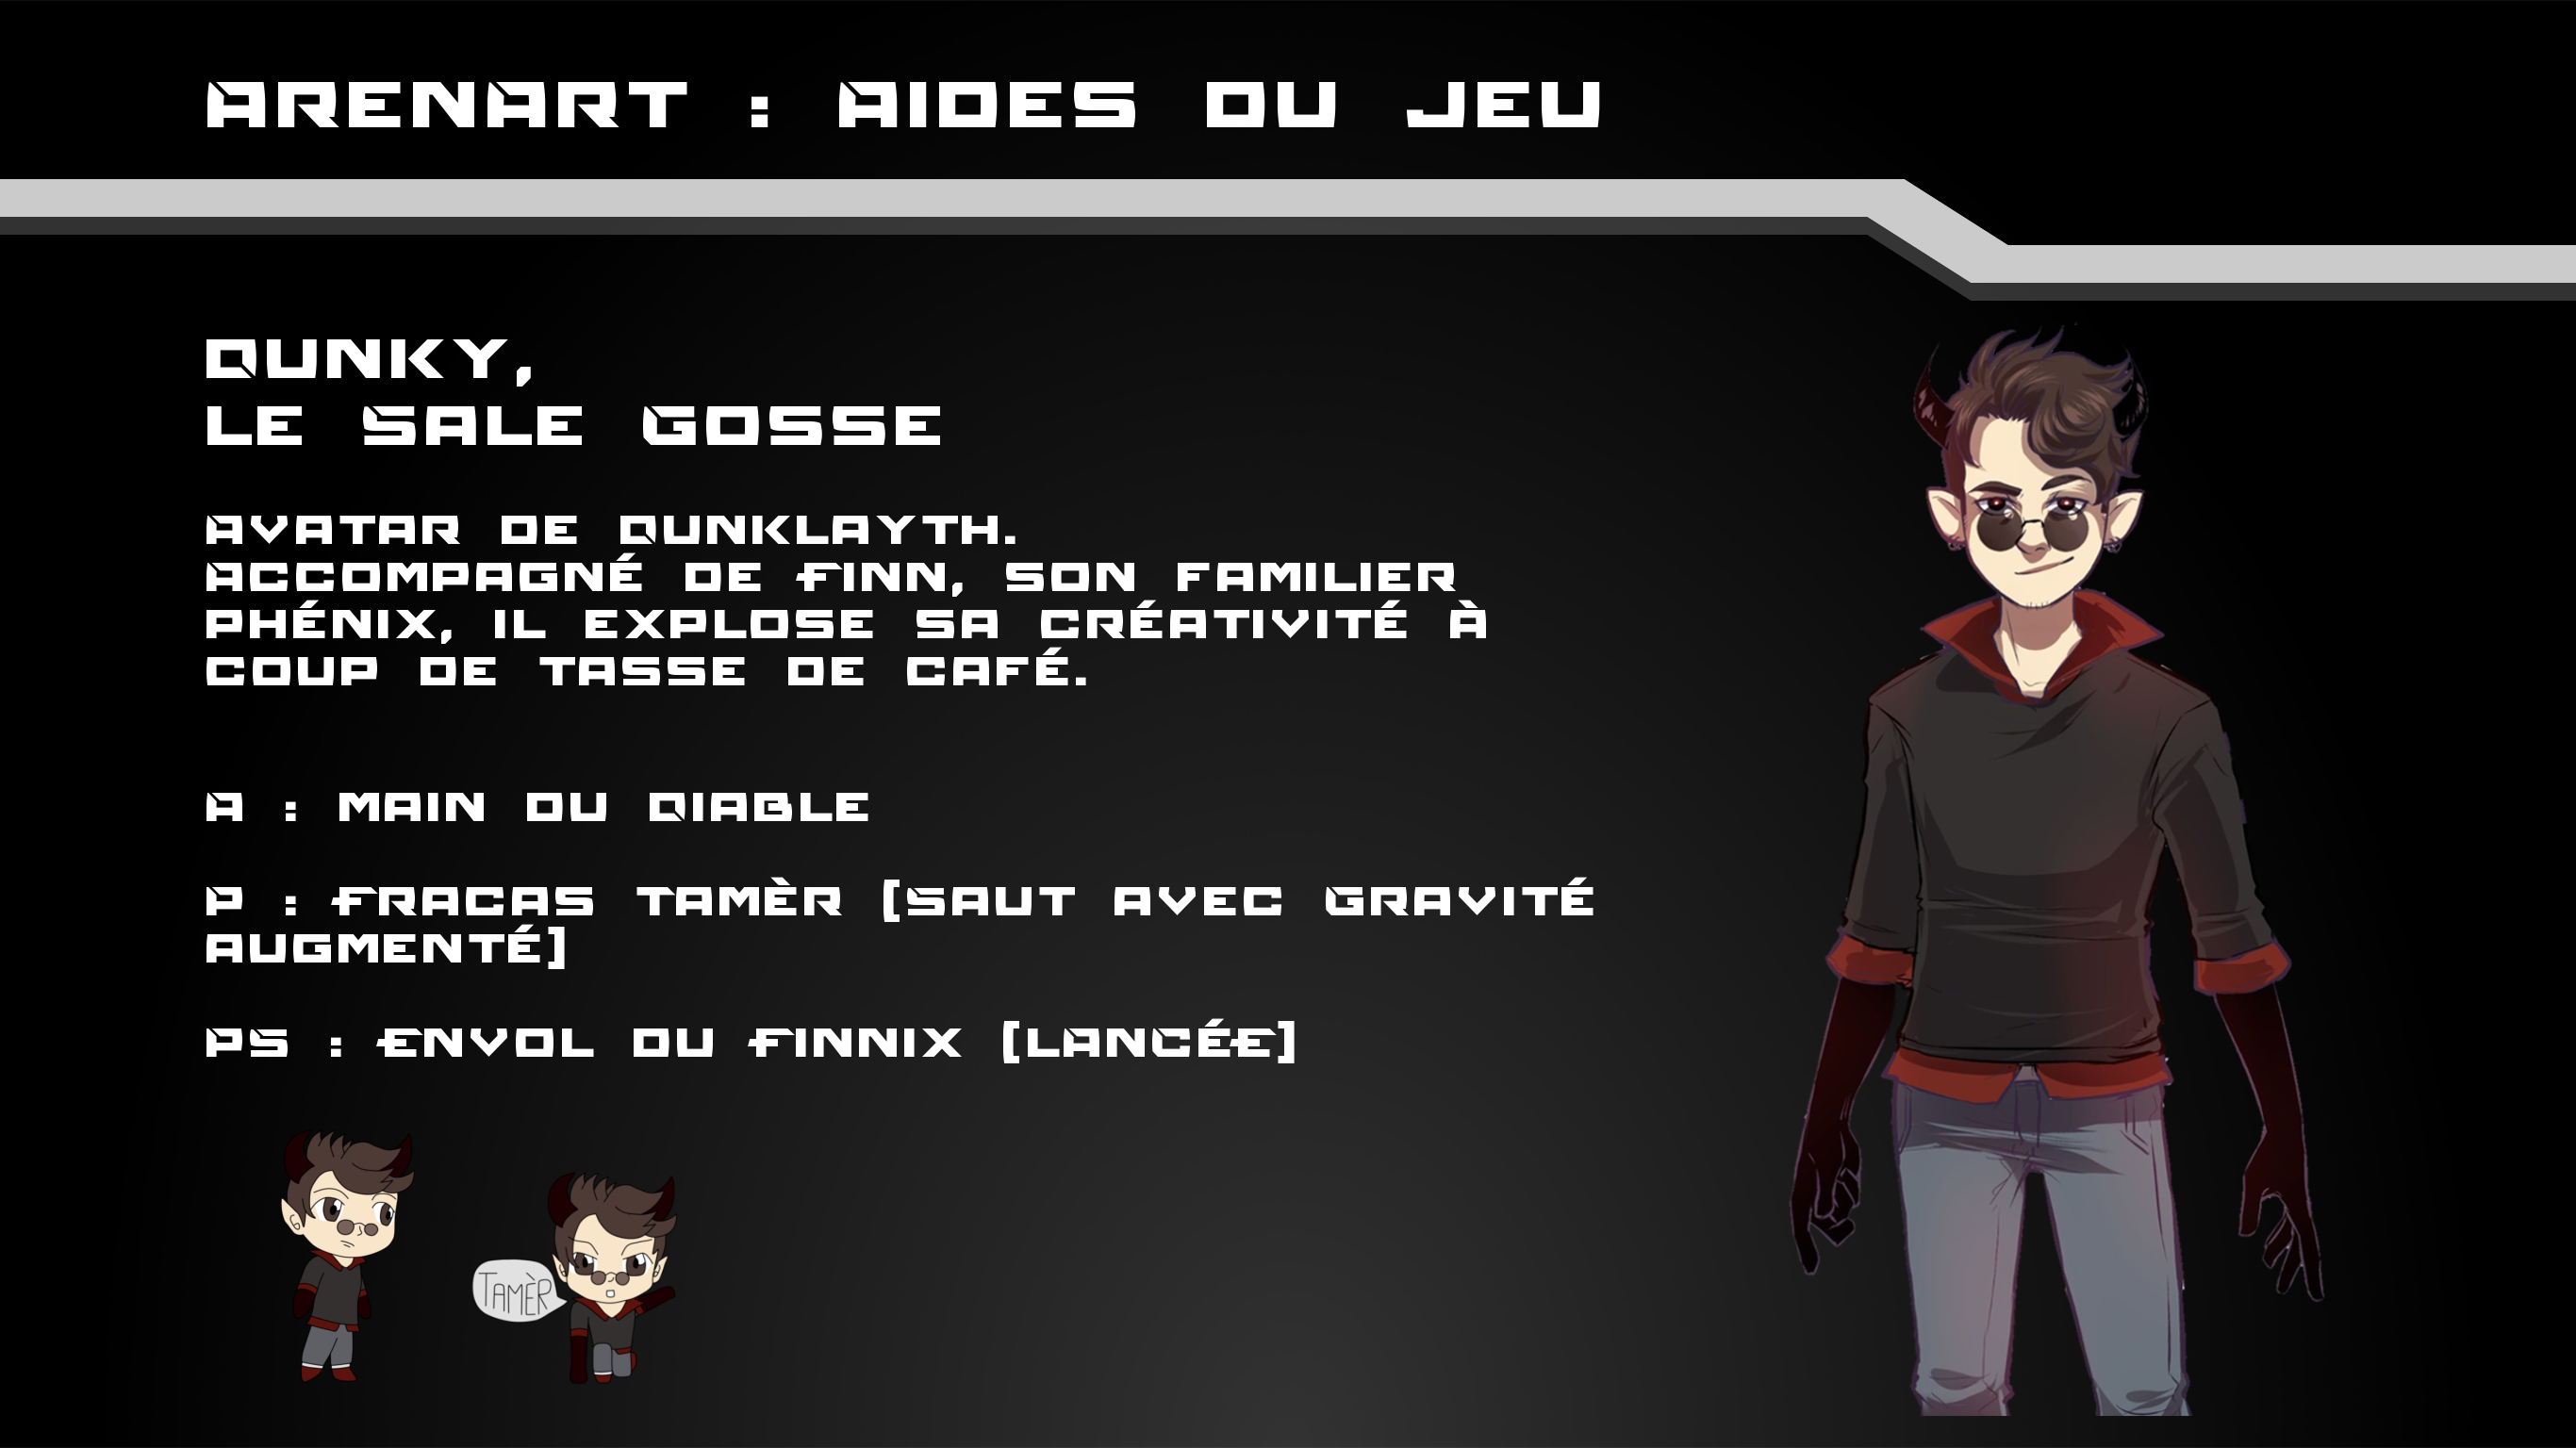 ARENART : AIDES DU JEU
DUNKY,
LE SALE GOSSE
AVATAR DE DUNKLAYTH.
ACCOMPAGNÉ DE FINN, SON FAMILIER
PHÉNIX, IL EXPLOSE SA CRÉATIVITÉ À
COUP DE TASSE DE CAFÉ.
A : MAIN DU DIABLE
P : FRACAS TAMÈR [SAUT AVEC GRAVITÉ
AUGMENTÉ]
PS : ENVOL DU FINNIX [LANCÉE]
TAMÈR